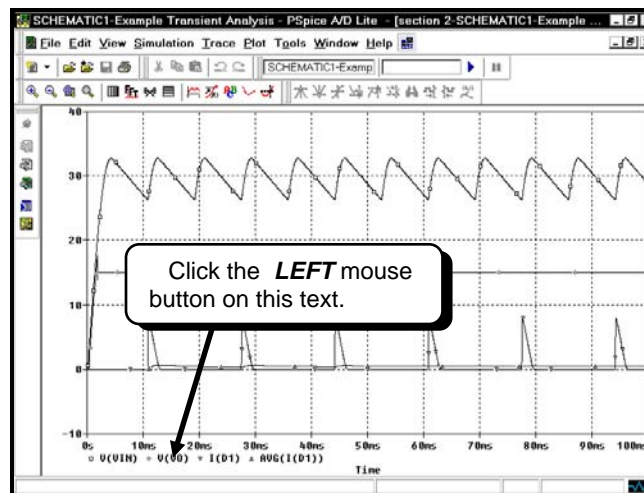 SCHEMATIC1-Example Transient Analysis - PSpice A/D Lite - [section 2-SCHEMATIC1-Example ...
File Edit View Simulation Trace Plot Tools Window Help
SCHEMATIC1-Examp
40
30
20
10
0
-10
Click the LEFT mouse
button on this text.
0s 10ms 20ms 30ms 40ms 50ms 60ms 70ms 80ms 90ms 100ms
V(VIN) V(VO) I(D1) AVG(I(D1))
Time